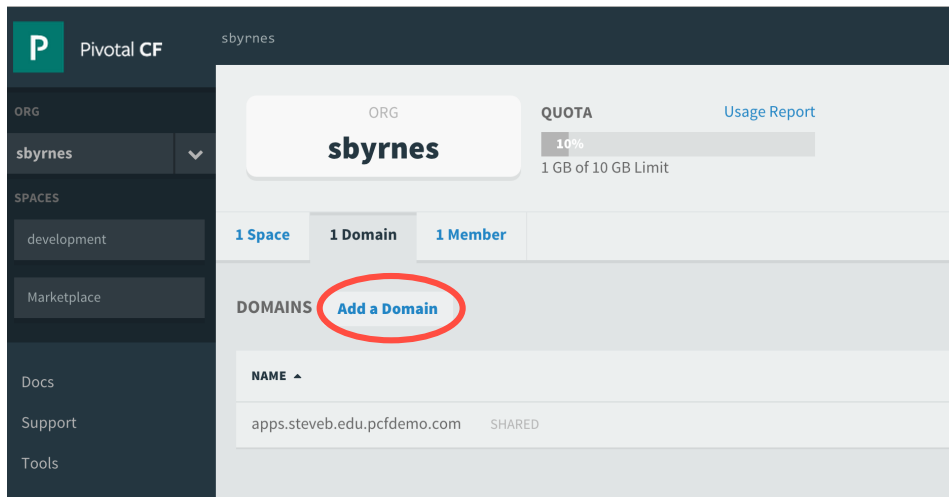 P
Pivotal CF
sbyrnes
ORG
sbyrnes
SPACES
development
Marketplace
Docs
Support
Tools
ORG
sbyrnes
QUOTA
Usage Report
10%
1 GB of 10 GB Limit
1 Space
1 Domain
1 Member
DOMAINS
Add a Domain
NAME
apps.steveb.edu.pcfdemo.com SHARED